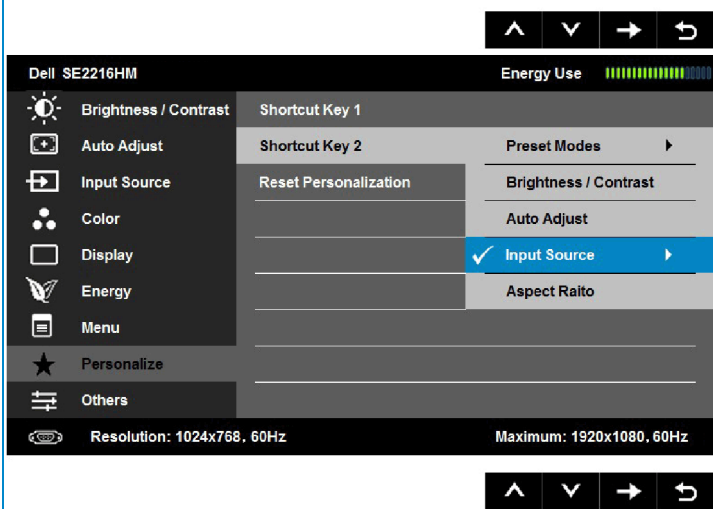 Dell SE2216HM Energy Use
Brightness / Contrast Shortcut Key 1
Auto Adjust Shortcut Key 2 Preset Modes
Input Source Reset Personalization Brightness / Contrast
Color Auto Adjust
Display Input Source
Energy Aspect Raito
Menu
Personalize
Others
Resolution: 1024x768, 60Hz Maximum: 1920x1080, 60Hz